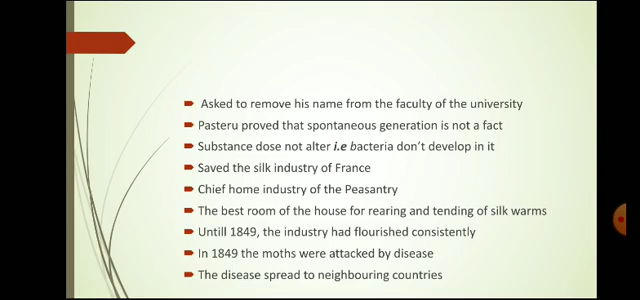 Asked to remove his name from the faculty of the university
Pasteru proved that spontaneous generation is not a fact
Substance dose not alter i.e bacteria don't develop in it
Saved the silk industry of France
Chief home industry of the Peasantry
The best room of the house for rearing and tending of silk warms
Untill 1849, the industry had flourished consistently
In 1849 the moths were attacked by disease
The disease spread to neighbouring countries